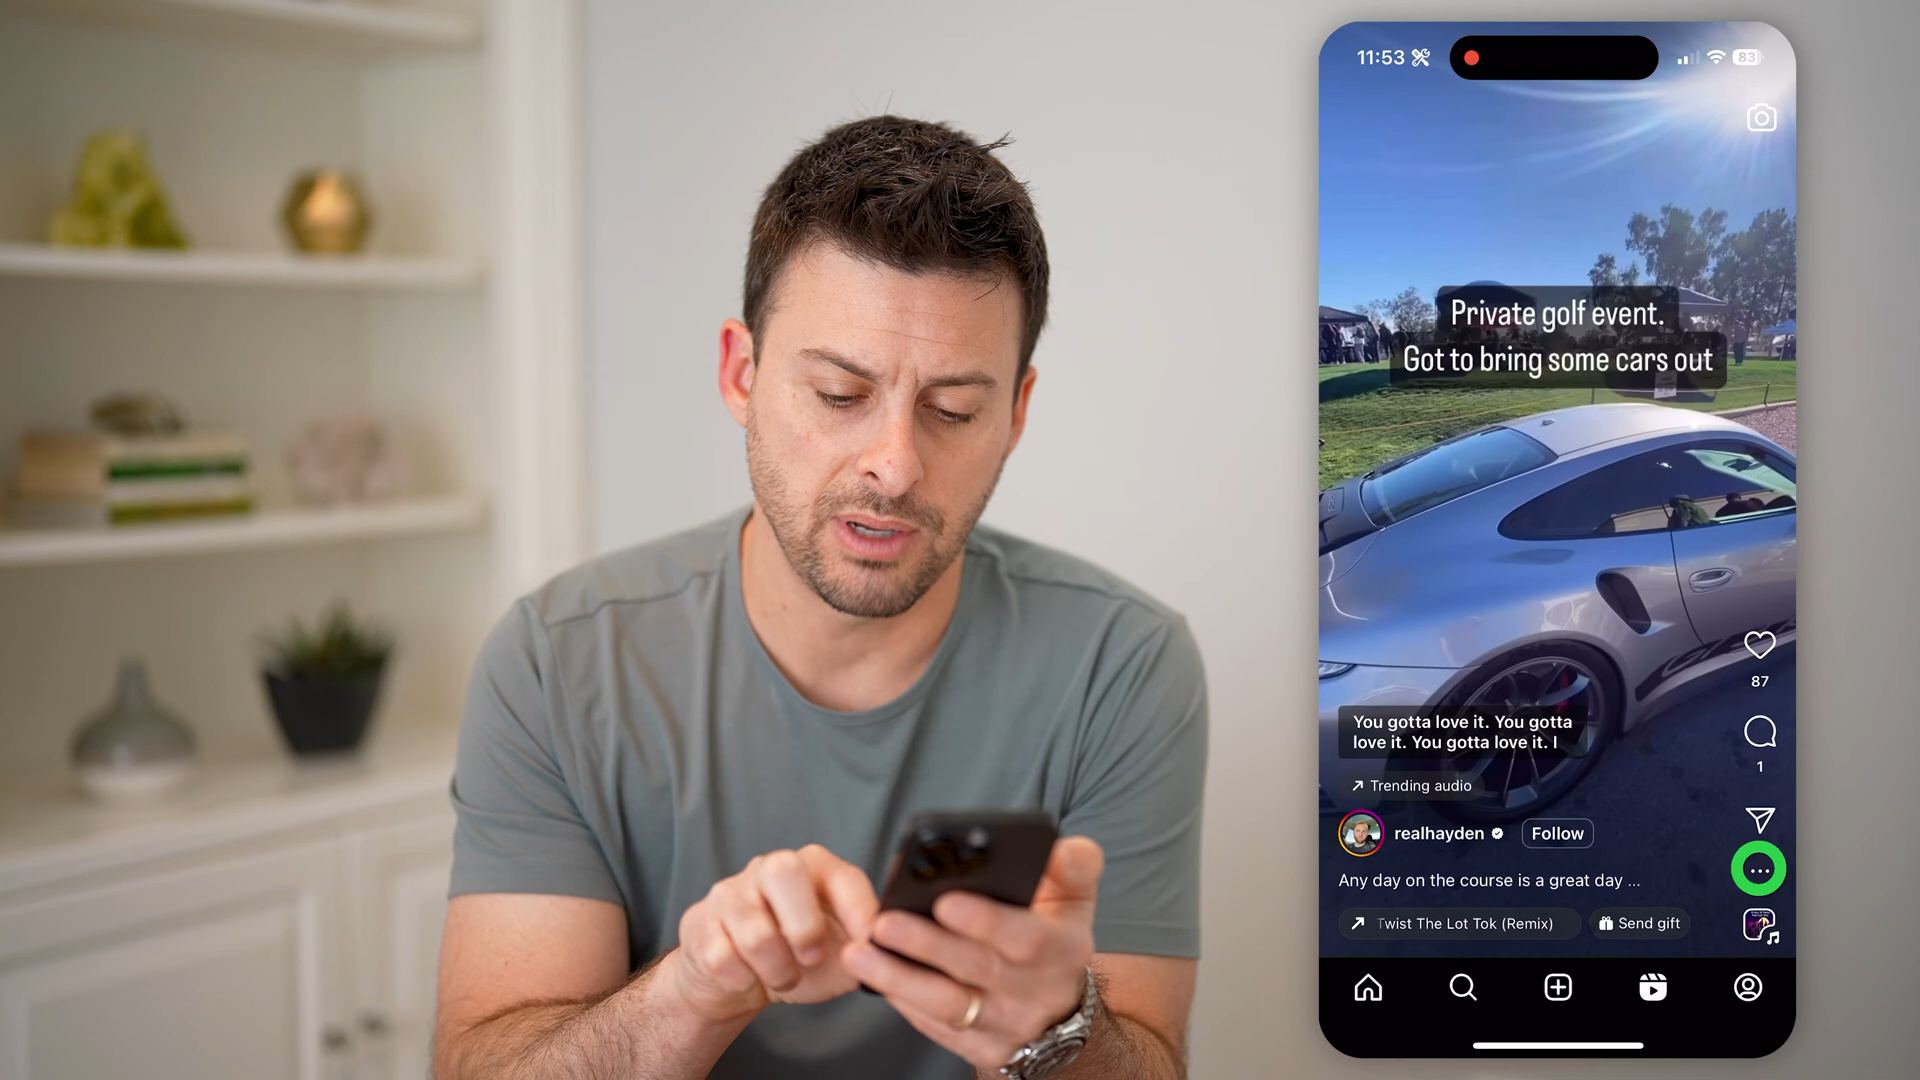 11:53
83
Private golf event.
Got to bring some cars out
87
You gotta love it. You gotta
love it. You gotta love it. I
1
Trending audio
realhayden
Follow
Any day on the course is a great day ...
Twist The Lot Tok (Remix)
Send gift